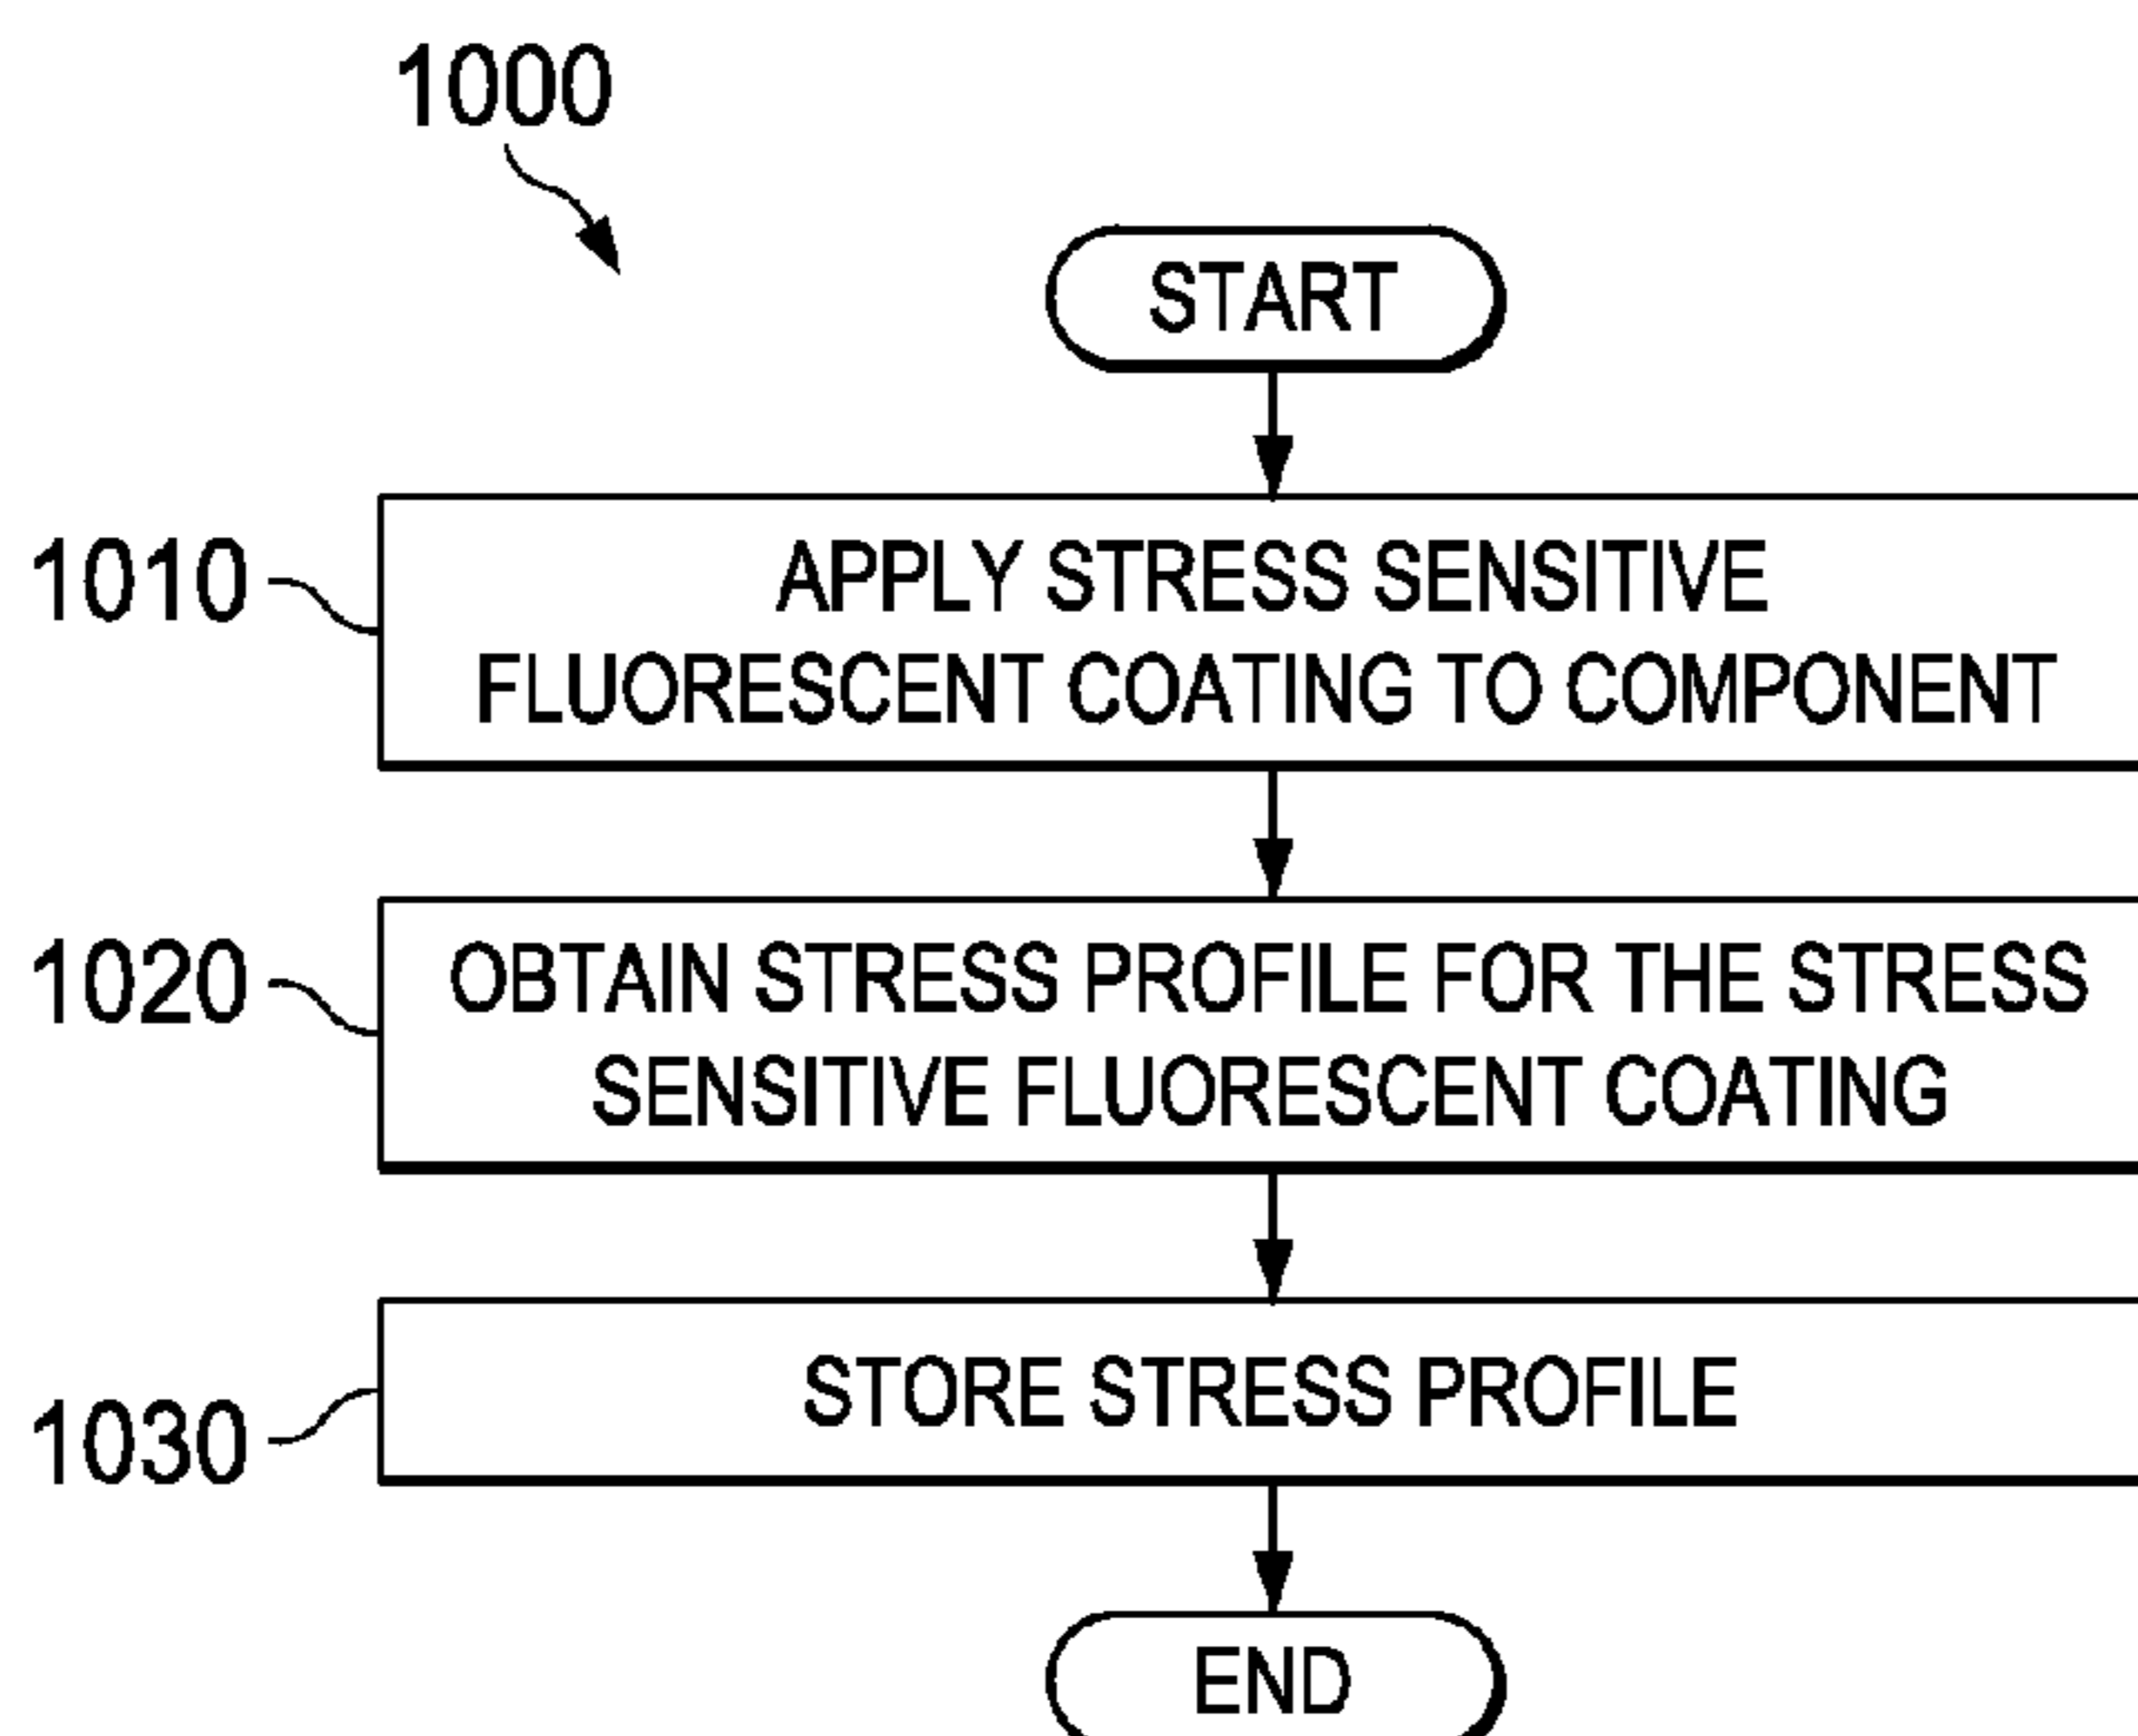 1000
START
1010
APPLY STRESS SENSITIVE
FLUORESCENT COATING TO COMPONENT
1020
OBTAIN STRESS PROFILE FOR THE STRESS
SENSITIVE FLUORESCENT COATING
1030
STORE STRESS PROFILE
END